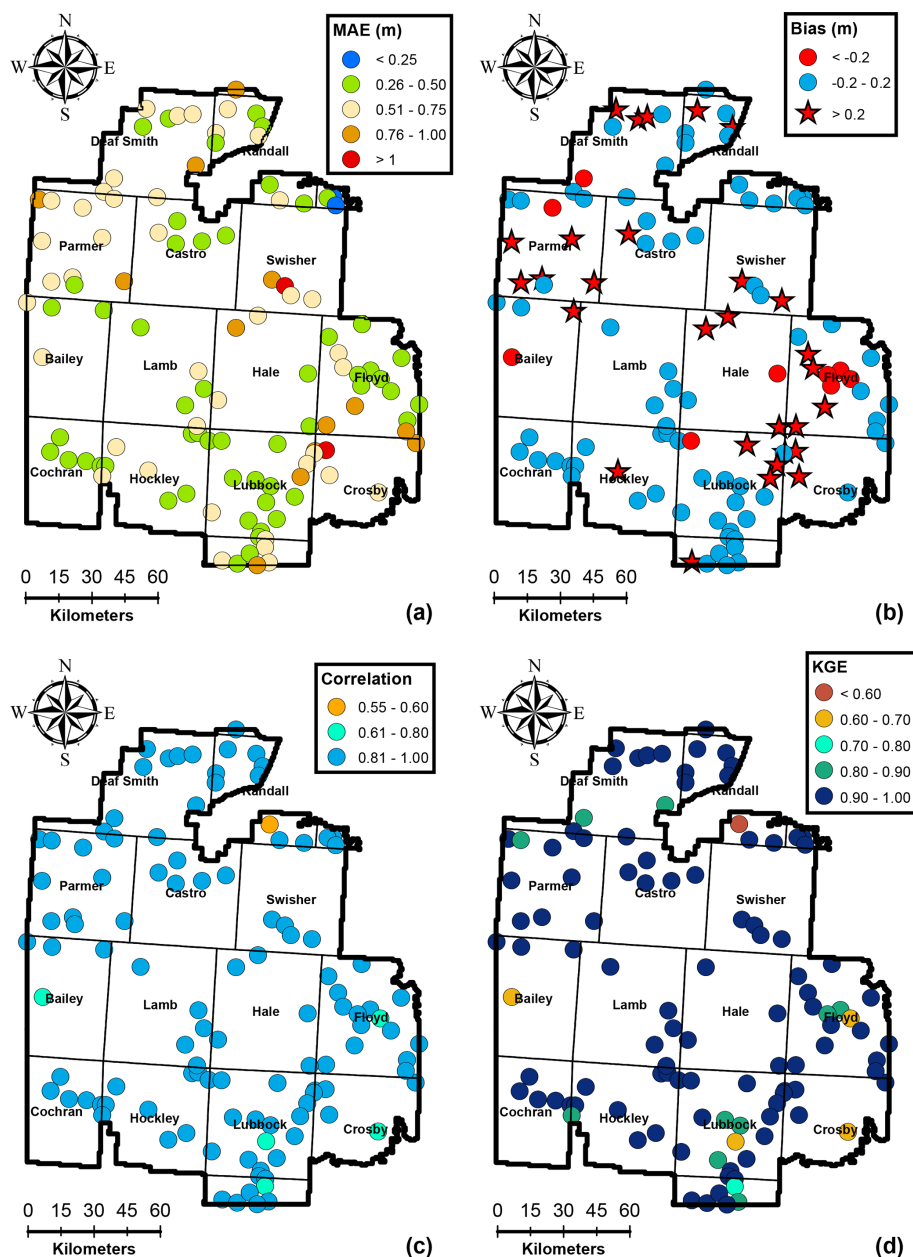 N
W
E
S
MAE (m)
< 0.25
0.26 - 0.50
0.51 - 0.75
0.76 - 1.00
> 1
Deaf Smith
Randall
Parmer
Castro
Swisher
Bailey
Lamb
Hale
Floyd
Cochran
Hockley
Lubbock
Crosby
0 15 30 45 60
Kilometers
(a)
N
W
E
S
Bias (m)
< -0.2
-0.2 - 0.2
> 0.2
Deaf Smith
Randall
Parmer
Castro
Swisher
Bailey
Lamb
Hale
Floyd
Cochran
Hockley
Lubbock
Crosby
0 15 30 45 60
Kilometers
(b)
N
W
E
S
Correlation
0.55 - 0.60
0.61 - 0.80
0.81 - 1.00
Deaf Smith
Randall
Parmer
Castro
Swisher
Bailey
Lamb
Hale
Floyd
Cochran
Hockley
Lubbock
Crosby
0 15 30 45 60
Kilometers
(c)
N
W
E
S
KGE
< 0.60
0.60 - 0.70
0.70 - 0.80
0.80 - 0.90
0.90 - 1.00
Deaf Smith
Randall
Parmer
Castro
Swisher
Bailey
Lamb
Hale
Floyd
Cochran
Hockley
Lubbock
Crosby
0 15 30 45 60
Kilometers
(d)